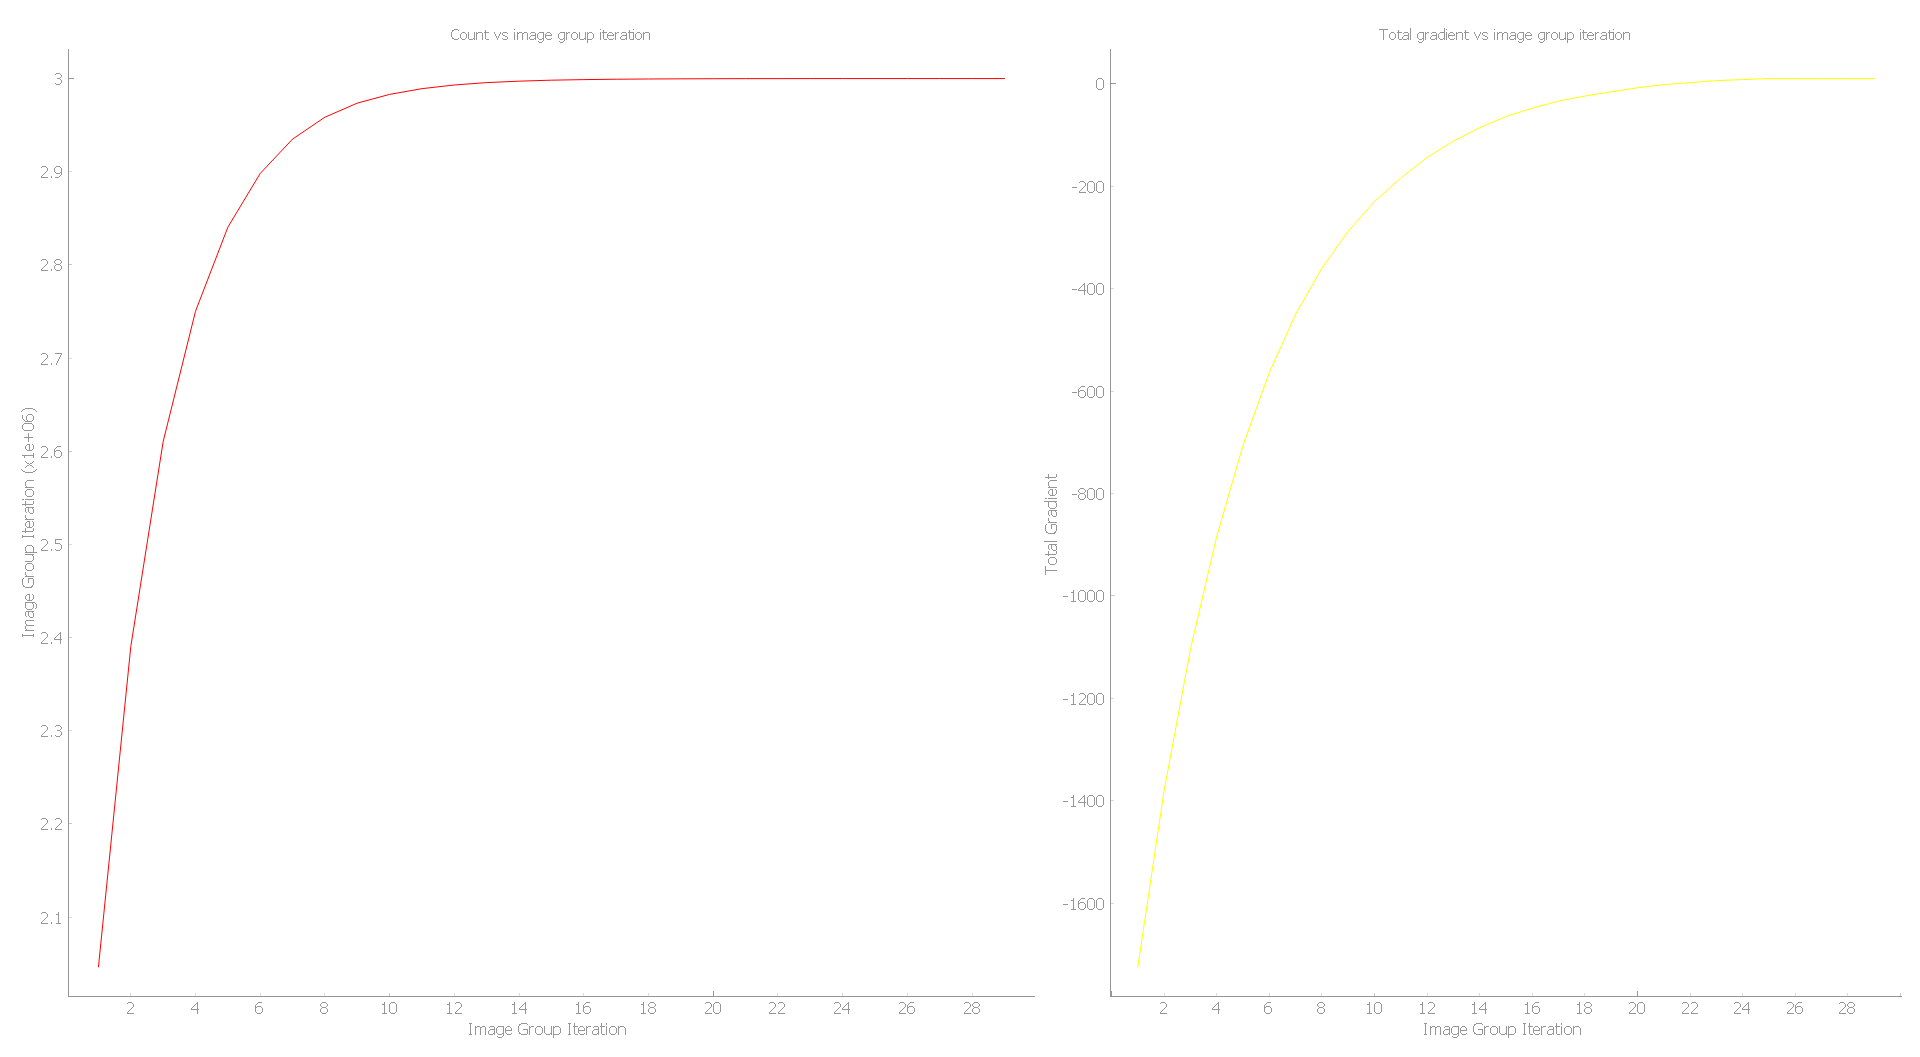 Count vs image group iteration
3
2.9
2.8
2.7
2.6
2.5
2.4
2.3
2.2
2.1
Image Group Iteration (x1e+06)
2 4 6 8 10 12 14 16 18 20 22 24 26 28
Image Group Iteration
Total gradient vs image group iteration
0
-200
-400
-600
-800
-1000
-1200
-1400
-1600
Total Gradient
2 4 6 8 10 12 14 16 18 20 22 24 26 28
Image Group Iteration